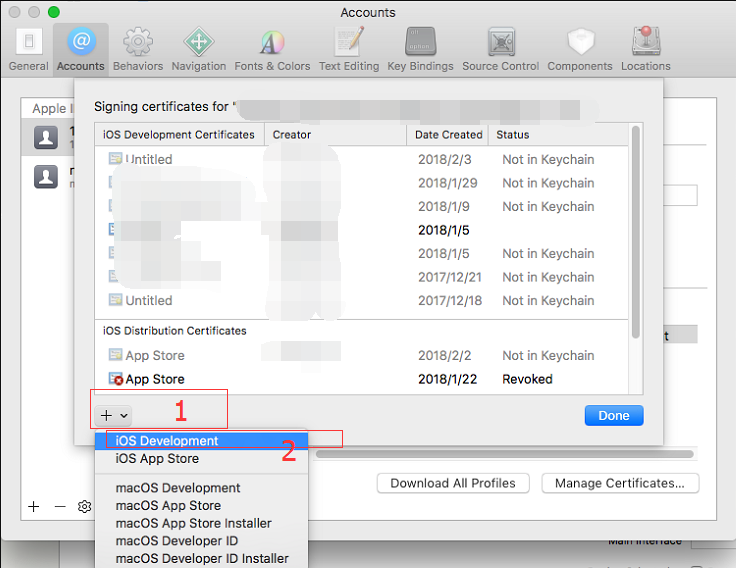 Accounts
General Accounts Behaviors Navigation Fonts & Colors Text Editing Key Bindings Source Control Components Locations
Apple I
Signing certificates for "
iOS Development Certificates Creator Date Created Status
Untitled 2018/2/3 Not in Keychain
2018/1/29 Not in Keychain
2018/1/9 Not in Keychain
2018/1/5
2018/1/5 Not in Keychain
2017/12/21 Not in Keychain
Untitled 2017/12/18 Not in Keychain
iOS Distribution Certificates
App Store 2018/2/2 Not in Keychain
App Store 2018/1/22 Revoked
+ 1 Done
iOS Development 2
iOS App Store
macOS Development
macOS App Store
macOS App Store Installer
macOS Developer ID
macOS Developer ID Installer
+ − Download All Profiles Manage Certificates...
Main Interface